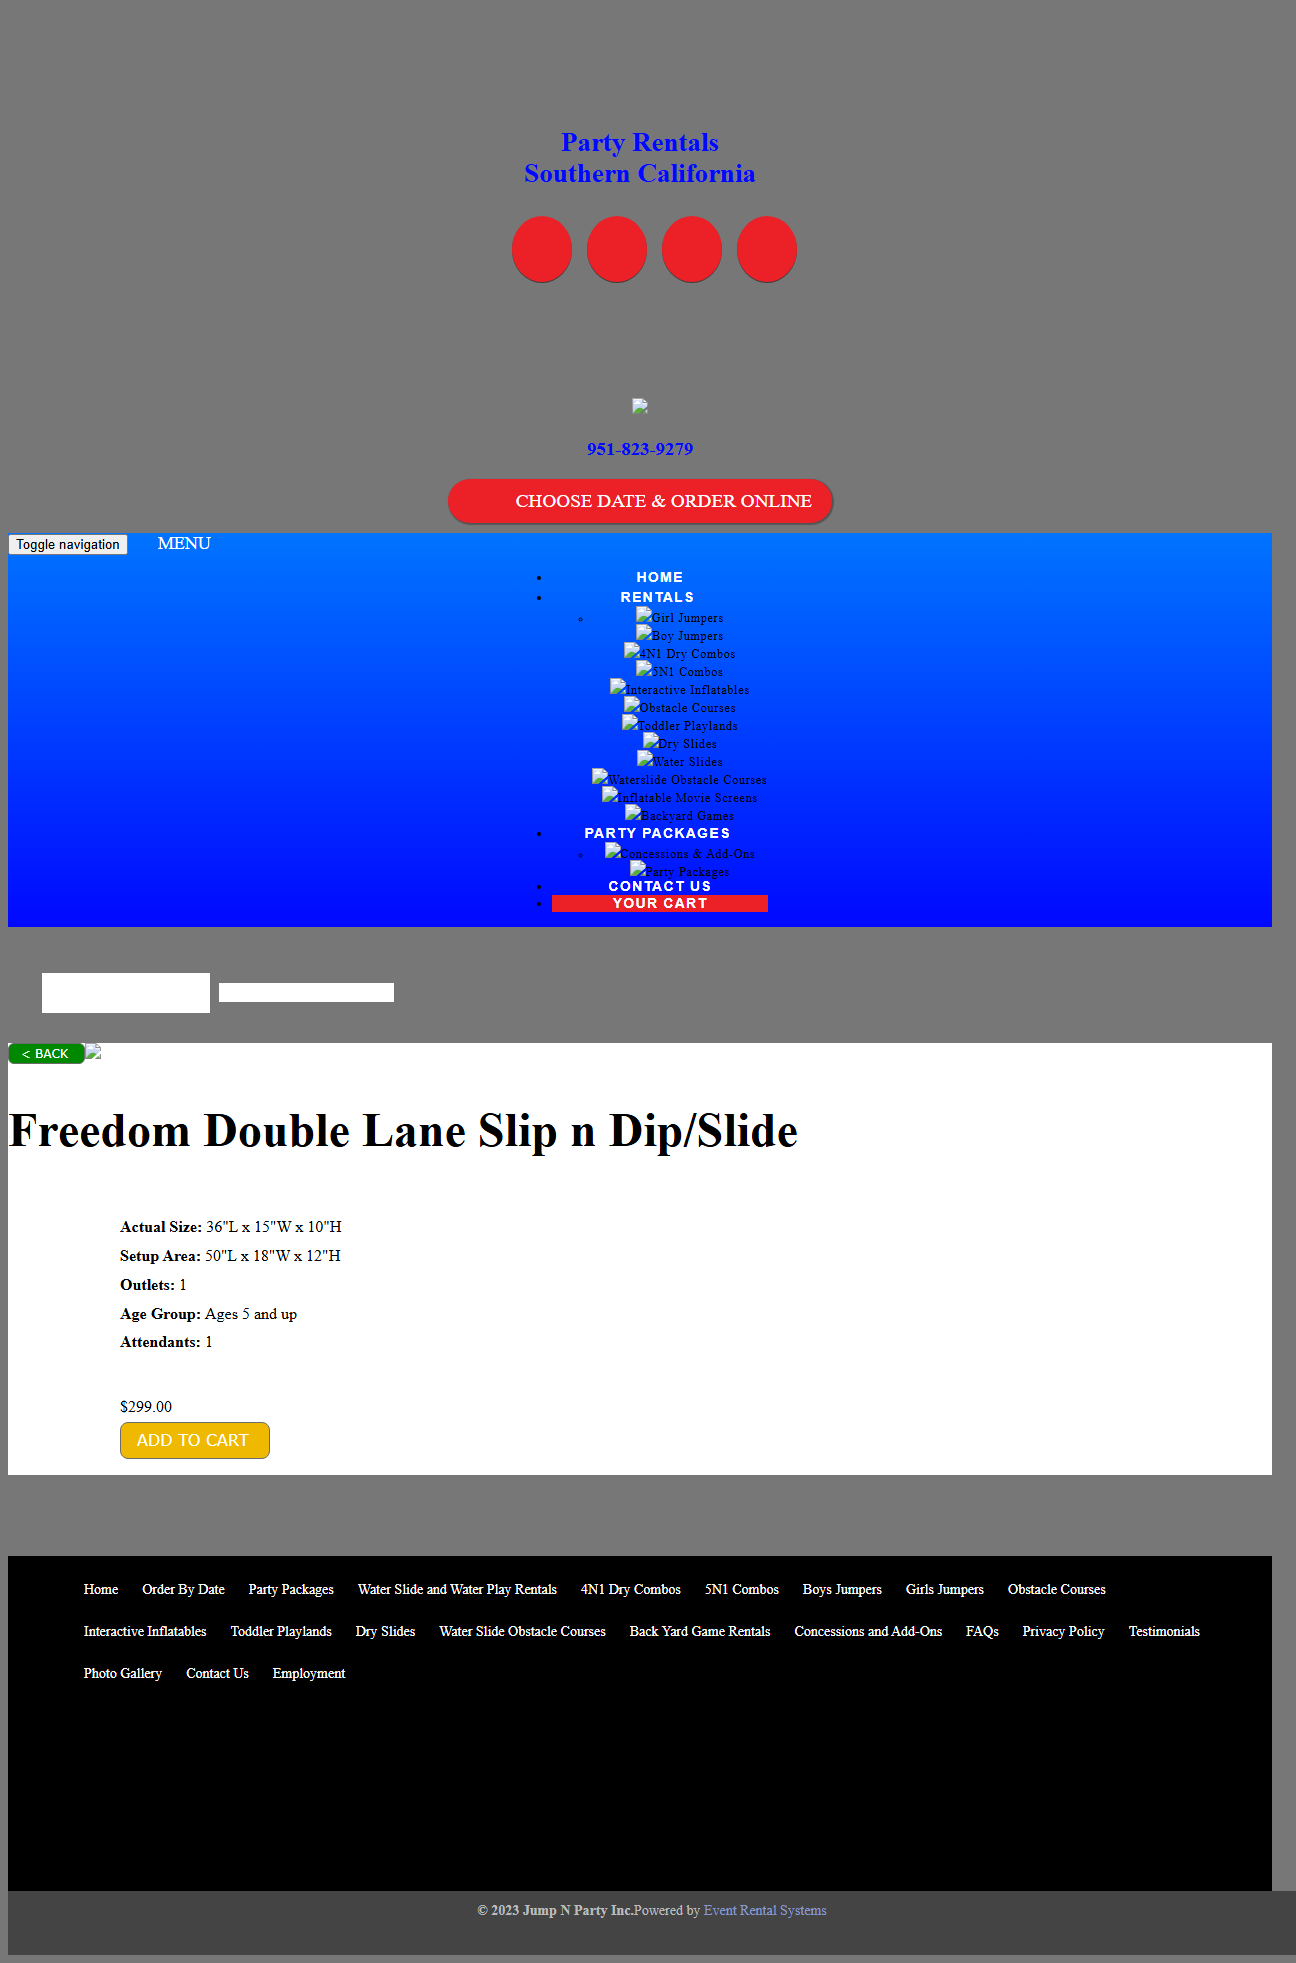 Party Rentals
Southern California
951-823-9279
CHOOSE DATE & ORDER ONLINE
Toggle navigation MENU
HOME
RENTALS
Girl Jumpers
Boy Jumpers
4N1 Dry Combos
5N1 Combos
Interactive Inflatables
Obstacle Courses
Toddler Playlands
Dry Slides
Water Slides
Waterslide Obstacle Courses
Inflatable Movie Screens
Backyard Games
PARTY PACKAGES
Concessions & Add-Ons
Party Packages
CONTACT US
YOUR CART
< BACK
Freedom Double Lane Slip n Dip/Slide
Actual Size: 36"L x 15"W x 10"H
Setup Area: 50"L x 18"W x 12"H
Outlets: 1
Age Group: Ages 5 and up
Attendants: 1
$299.00
ADD TO CART
Home Order By Date Party Packages Water Slide and Water Play Rentals 4N1 Dry Combos 5N1 Combos Boys Jumpers Girls Jumpers Obstacle Courses
Interactive Inflatables Toddler Playlands Dry Slides Water Slide Obstacle Courses Back Yard Game Rentals Concessions and Add-Ons FAQs Privacy Policy Testimonials
Photo Gallery Contact Us Employment
© 2023 Jump N Party Inc.Powered by Event Rental Systems